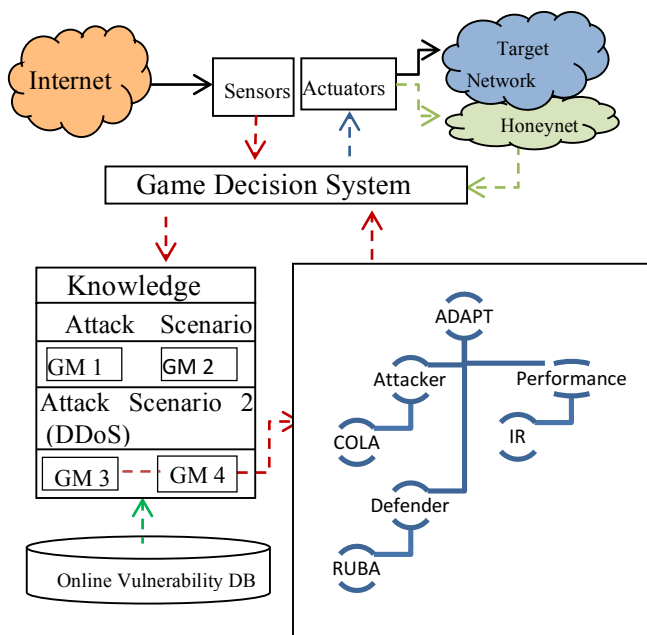 Internet
Sensors
Actuators
Target
Network
Honeynet
Game Decision System
Knowledge
Attack Scenario
GM 1
GM 2
Attack Scenario 2
(DDoS)
GM 3
GM 4
Online Vulnerability DB
ADAPT
Attacker
Performance
COLA
IR
Defender
RUBA